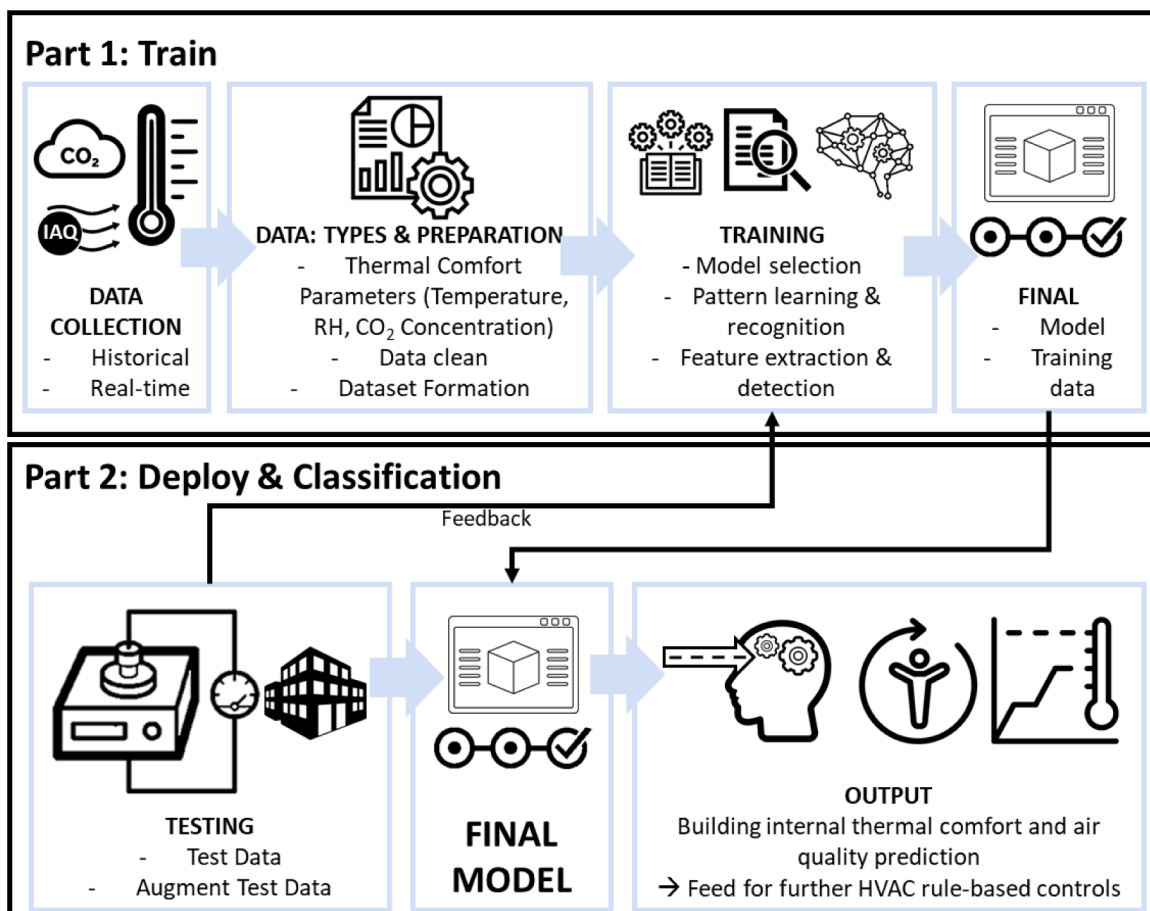 Part 1: Train
CO₂
IAQ
DATA
COLLECTION
- Historical
- Real-time
DATA: TYPES & PREPARATION
- Thermal Comfort
Parameters (Temperature,
RH, CO₂ Concentration)
- Data clean
- Dataset Formation
TRAINING
- Model selection
- Pattern learning &
recognition
- Feature extraction &
detection
FINAL
- Model
- Training
data
Part 2: Deploy & Classification
Feedback
TESTING
- Test Data
- Augment Test Data
FINAL
MODEL
OUTPUT
Building internal thermal comfort and air
quality prediction
→ Feed for further HVAC rule-based controls